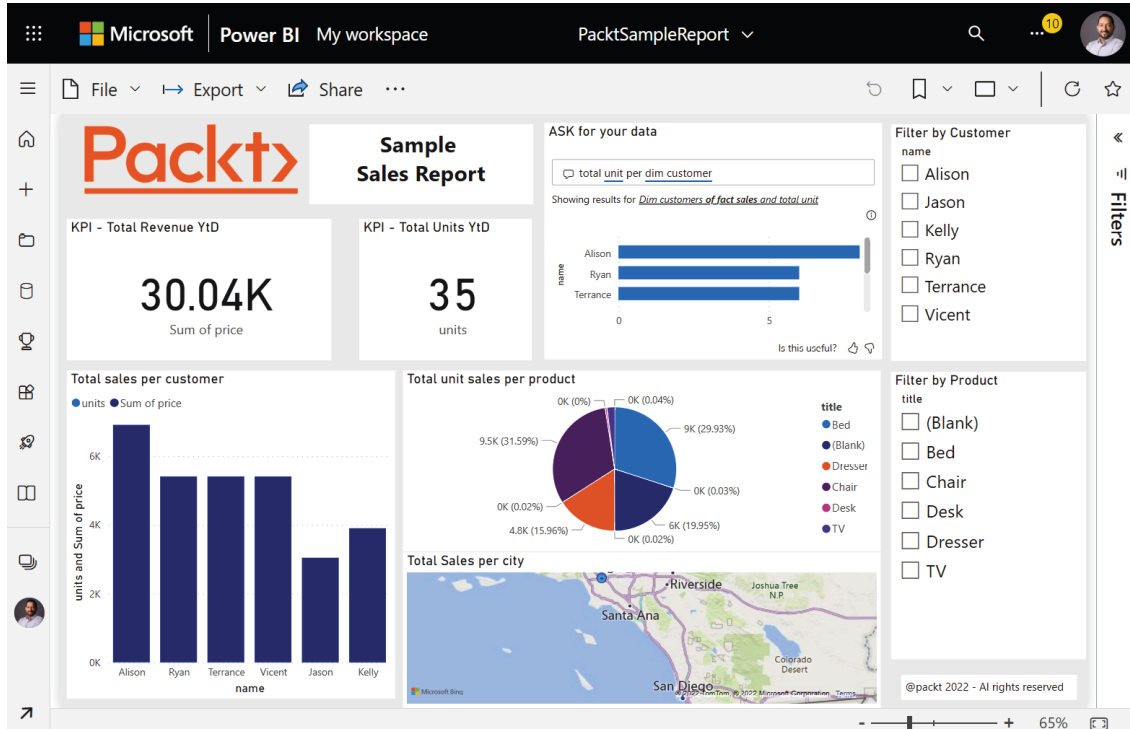 Microsoft Power BI My workspace PacktSampleReport 10
File Export Share ...
Packt
Sample
Sales Report
ASK for your data
total unit per dim customer
Showing results for Dim customers of fact sales and total unit
name
Alison
Ryan
Terrance
0 5
Is this useful?
Filter by Customer
name
Alison
Jason
Kelly
Ryan
Terrance
Vicent
Filters
KPI - Total Revenue YtD
30.04K
Sum of price
KPI - Total Units YtD
35
units
Total sales per customer
units Sum of price
units and Sum of price
6K
4K
2K
0K
Alison Ryan Terrance Vicent Jason Kelly
name
Total unit sales per product
0K (0%) 0K (0.04%)
9.5K (31.59%) 9K (29.93%)
0K (0.02%) 0K (0.03%)
4.8K (15.96%) 6K (19.95%)
0K (0.02%)
title
Bed
(Blank)
Dresser
Chair
Desk
TV
Total Sales per city
Riverside
Joshua Tree
N.P.
Santa Ana
Colorado
Desert
San Diego
Microsoft Bing
© 2022 TomTom, © 2022 Microsoft Corporation Terms
Filter by Product
title
(Blank)
Bed
Chair
Desk
Dresser
TV
@packt 2022 - Al rights reserved
- + 65%